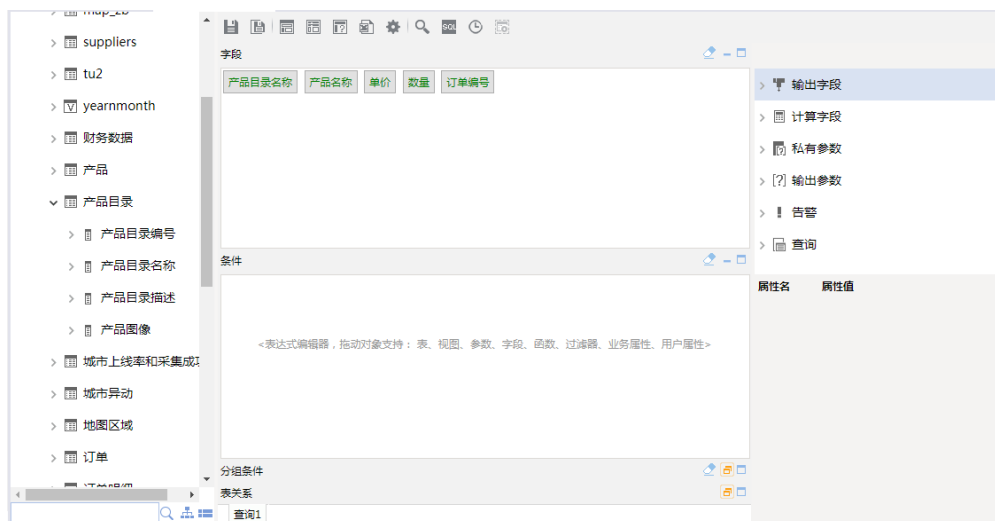 suppliers
tu2
yearnmonth
财务数据
产品
产品目录
产品目录编号
产品目录名称
产品目录描述
产品图像
城市上线率和采集成功
城市异动
地图区域
订单
SQL
字段
产品目录名称 产品名称 单价 数量 订单编号
条件
<表达式编辑器，拖动对象支持： 表、视图、参数、字段、函数、过滤器、业务属性、用户属性>
分组条件
表关系
查询1
输出字段
计算字段
私有参数
[?] 输出参数
告警
查询
属性名 属性值